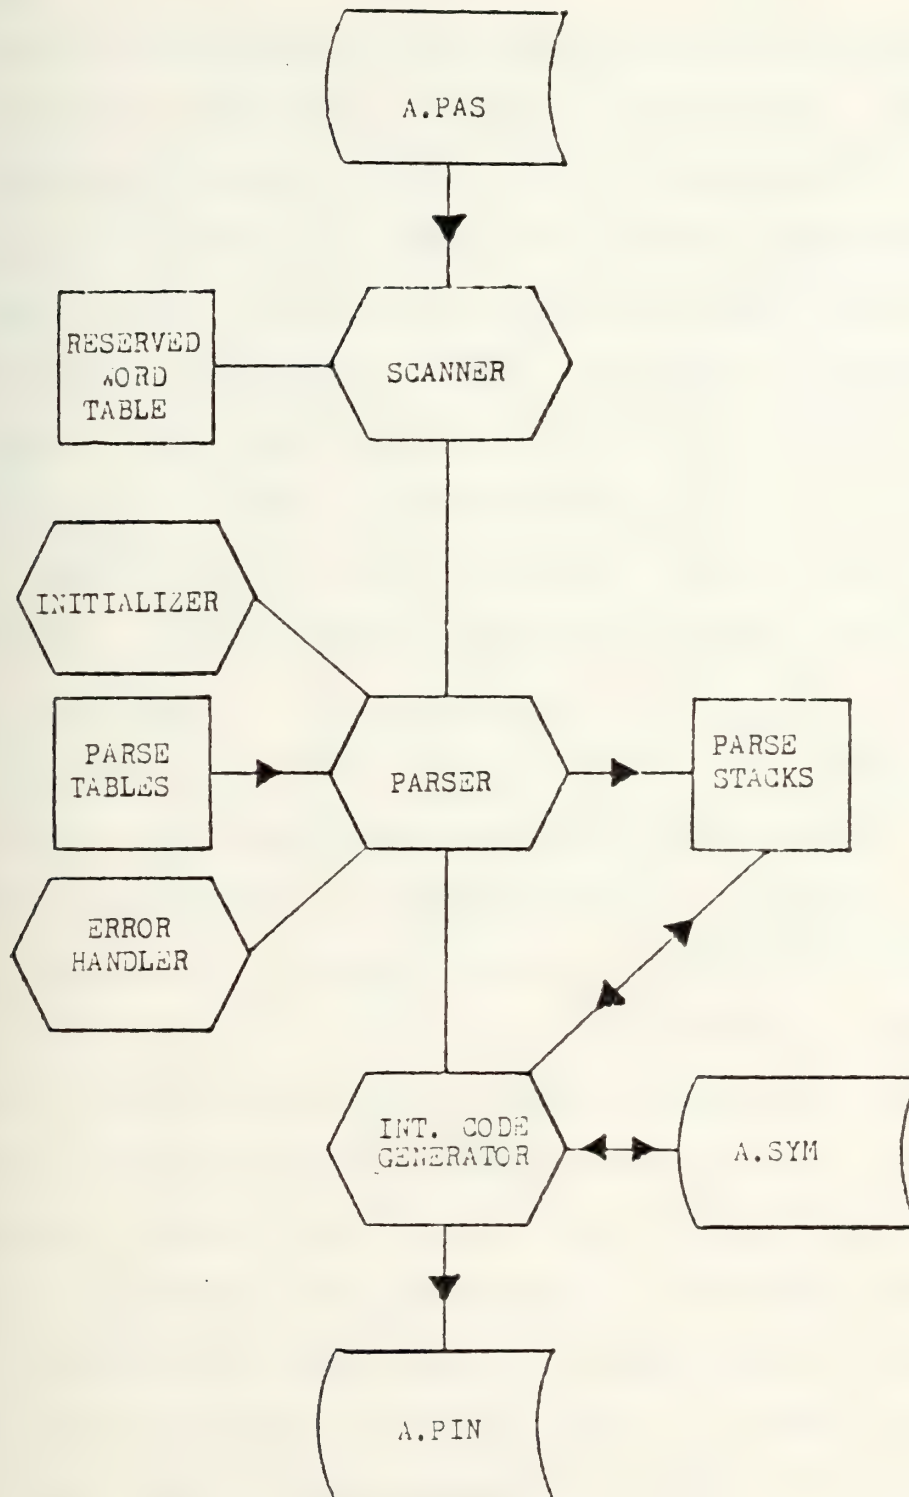 A.PAS
RESERVED
WORD
TABLE
SCANNER
INITIALIZER
PARSE
TABLES
PARSER
PARSE
STACKS
ERROR
HANDLER
INT. CODE
GENERATOR
A.SYM
A.PIN